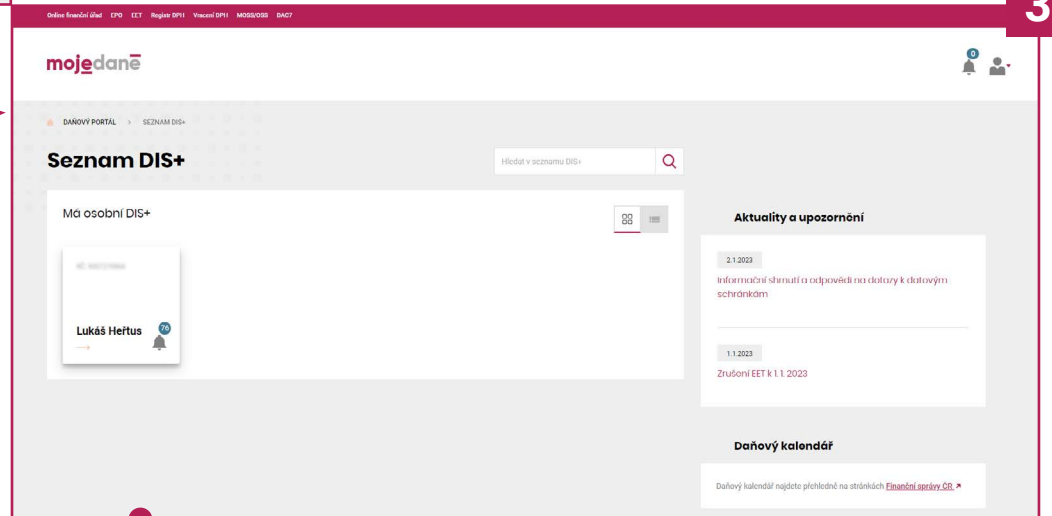 Online finanční úřad EPO EET Registr DPH Vracení DPH MOSS/OSS DAC7
3
mojedaně
0
DAŇOVÝ PORTÁL > SEZNAM DIS+
Seznam DIS+
Hledat v seznamu DIS+
Má osobní DIS+
Lukáš Heřtus
76
Aktuality a upozornění
2.1.2023
Informační shrnutí a odpovědi na dotazy k datovým
schránkám
1.1.2023
Zrušení EET k 1. 1. 2023
Daňový kalendář
Daňový kalendář najdete přehledně na stránkách Finanční správy ČR